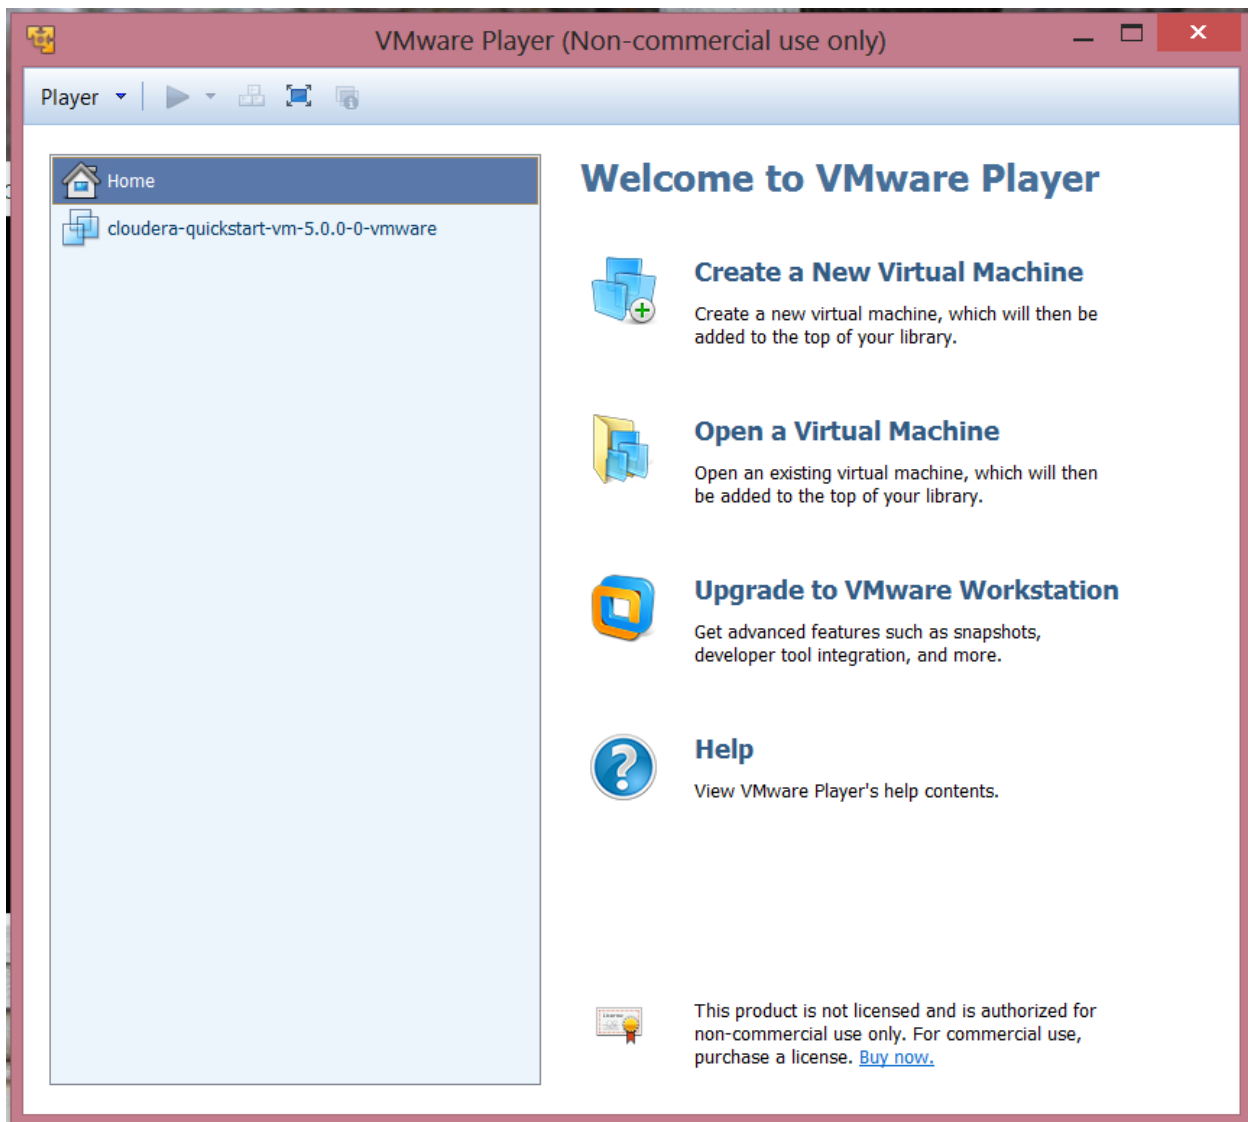 VMware Player (Non-commercial use only)
Player
Home
cloudera-quickstart-vm-5.0.0-0-vmware
Welcome to VMware Player
Create a New Virtual Machine
Create a new virtual machine, which will then be
added to the top of your library.
Open a Virtual Machine
Open an existing virtual machine, which will then
be added to the top of your library.
Upgrade to VMware Workstation
Get advanced features such as snapshots,
developer tool integration, and more.
Help
View VMware Player's help contents.
This product is not licensed and is authorized for
non-commercial use only. For commercial use,
purchase a license. Buy now.